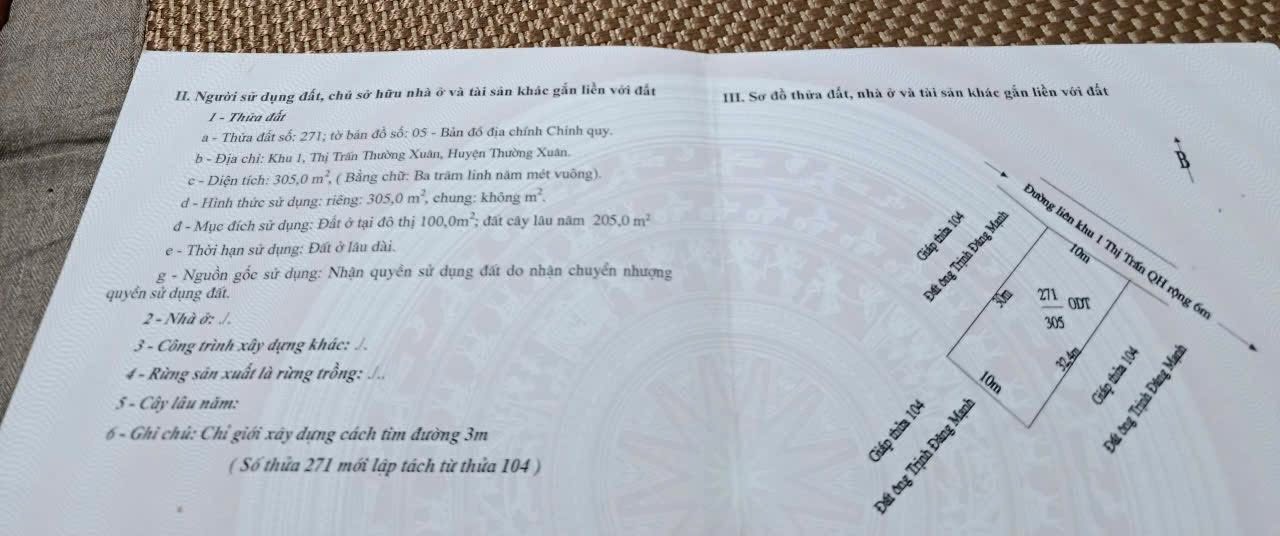 II. Người sử dụng đất, chủ sở hữu nhà ở và tài sản khác gắn liền với đất
1 - Thửa đất
a - Thửa đất số: 271; tờ bản đồ số: 05 - Bản đồ địa chính Chính quy.
b - Địa chỉ: Khu 1, Thị Trấn Thường Xuân, Huyện Thường Xuân.
c - Diện tích: 305,0 m², ( Bằng chữ: Ba trăm linh năm mét vuông).
d - Hình thức sử dụng: riêng: 305,0 m², chung: không m².
đ - Mục đích sử dụng: Đất ở tại đô thị 100,0m²; đất cây lâu năm 205,0 m²
e - Thời hạn sử dụng: Đất ở lâu dài.
g - Nguồn gốc sử dụng: Nhận quyền sử dụng đất do nhận chuyển nhượng
quyền sử dụng đất.
2 - Nhà ở: ./.
3 - Công trình xây dựng khác: ./.
4 - Rừng sản xuất là rừng trồng: ./..
5 - Cây lâu năm:
6 - Ghi chú: Chỉ giới xây dựng cách tim đường 3m
( Số thửa 271 mới lập tách từ thửa 104 )
III. Sơ đồ thửa đất, nhà ở và tài sản khác gắn liền với đất
B
Đường liên khu 1 Thị Trấn QH rộng 6m
Giáp thửa 104
Đất ông Trịnh Đăng Mạnh
10m
30m
271
305
ODT
32,4m
10m
Giáp thửa 104
Đất ông Trịnh Đăng Mạnh
Giáp thửa 104
Đất ông Trịnh Đăng Mạnh